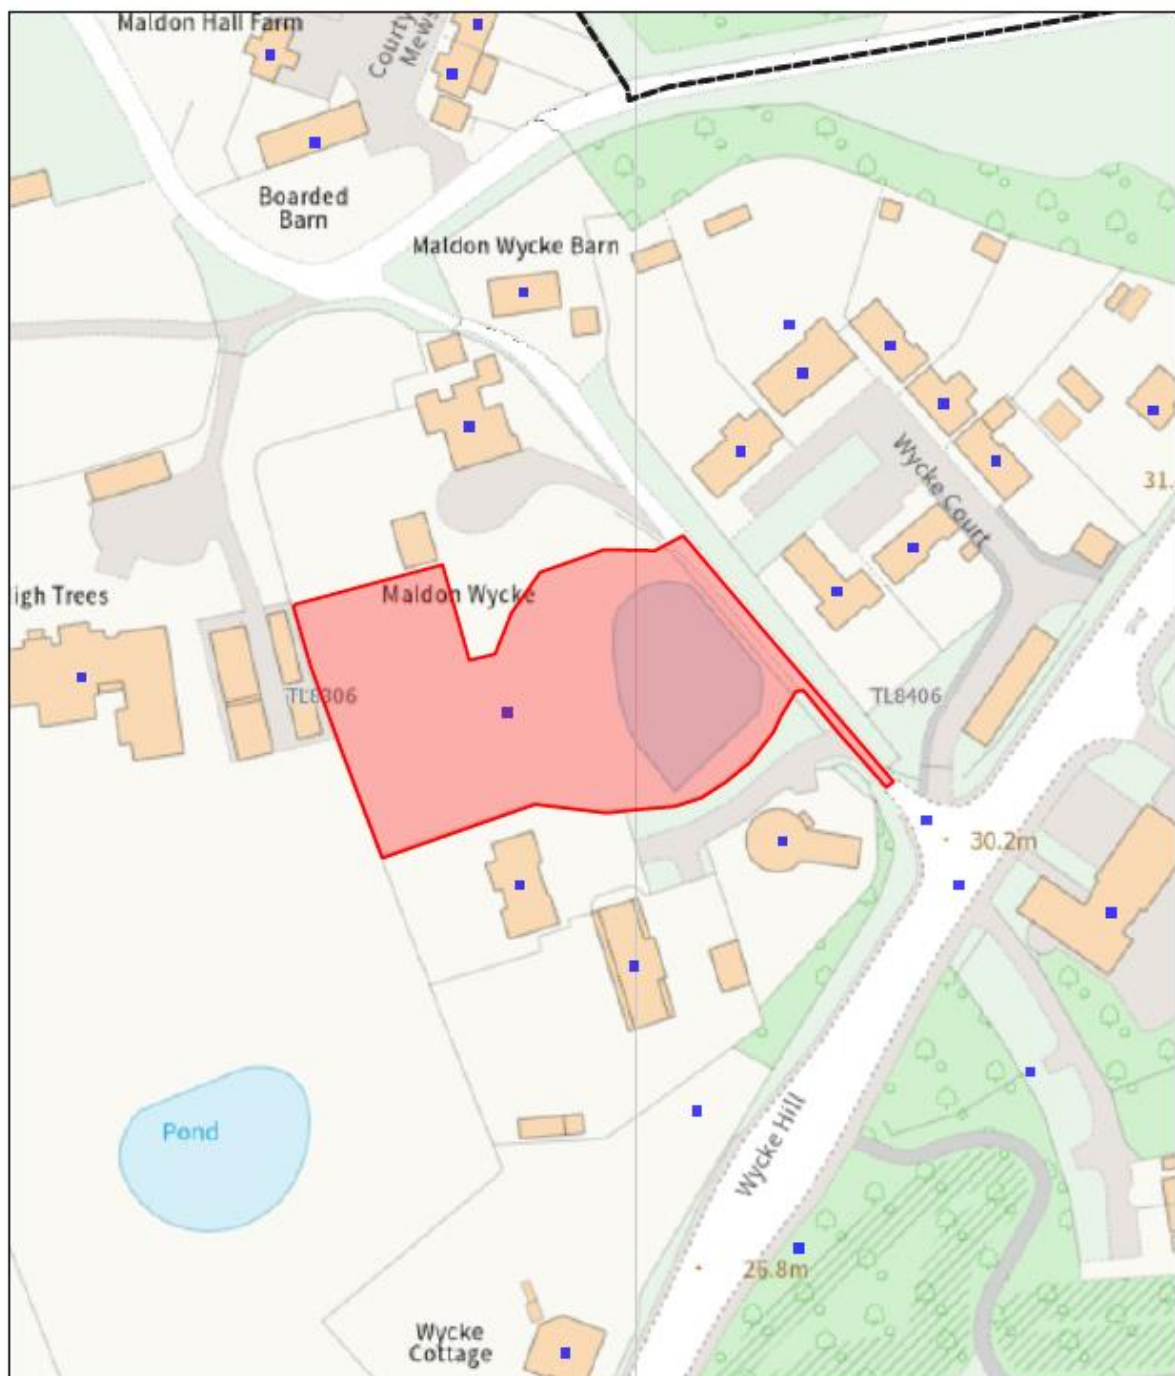 Maldon Hall Farm
Courty
Mews
Boarded
Barn
Maldon Wycke Barn
Wycke Court
31.
igh Trees
Maldon Wycke
TL8306
TL8406
30.2m
Pond
Wycke Hill
26.8m
Wycke
Cottage